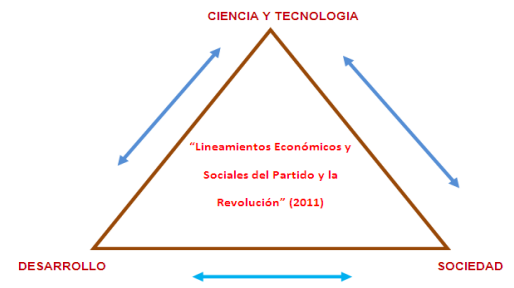 CIENCIA Y TECNOLOGIA
“Lineamientos Económicos y
Sociales del Partido y la
Revolución” (2011)
DESARROLLO
SOCIEDAD